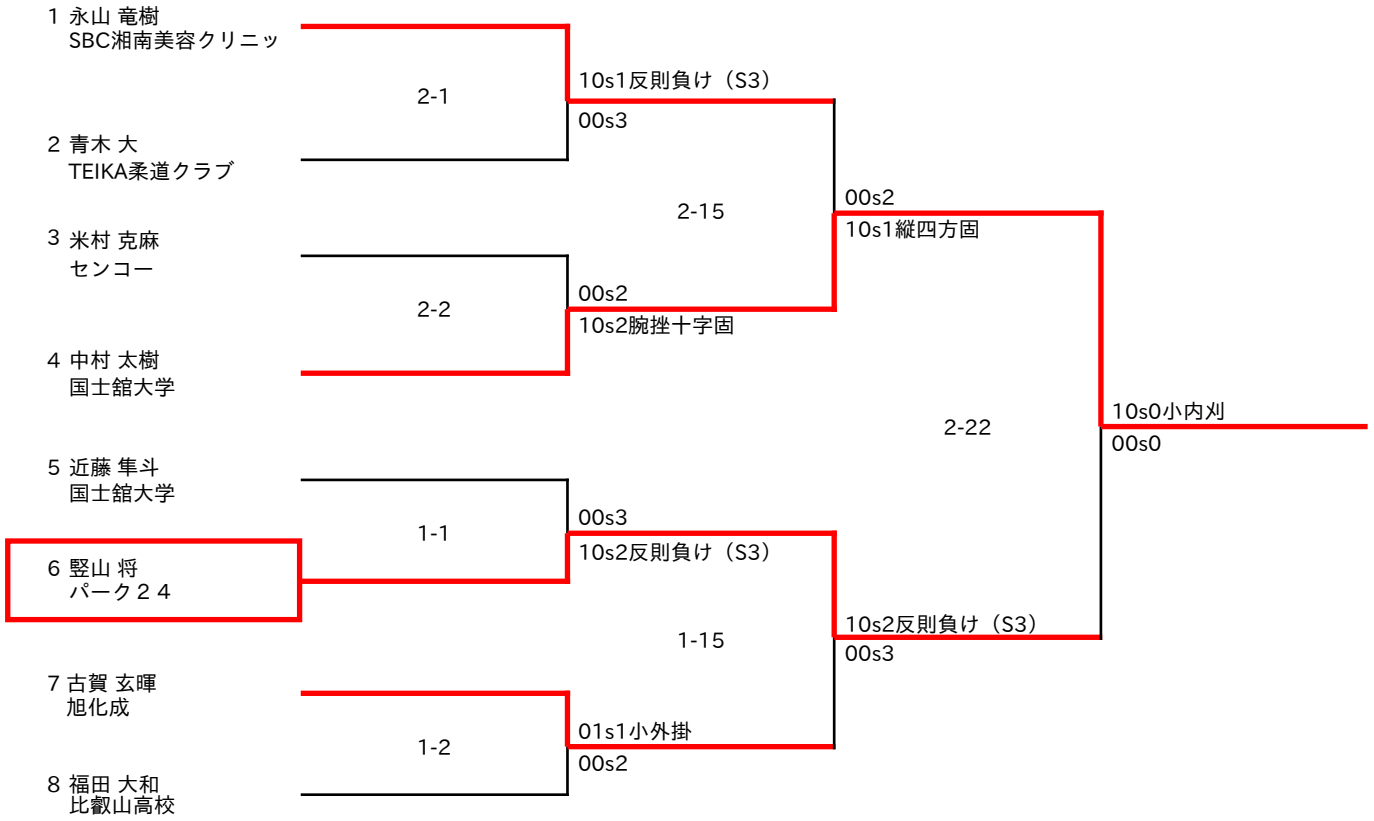 1 永山 竜樹
SBC湘南美容クリニッ
2-1
10s1反則負け（S3）
00s3
2 青木 大
TEIKA柔道クラブ
2-15
00s2
10s1縦四方固
3 米村 克麻
センコー
2-2
00s2
10s2腕挫十字固
4 中村 太樹
国士舘大学
2-22
10s0小内刈
00s0
5 近藤 隼斗
国士舘大学
1-1
00s3
10s2反則負け（S3）
6 竪山 将
パーク２４
1-15
10s2反則負け（S3）
00s3
7 古賀 玄暉
旭化成
1-2
01s1小外掛
00s2
8 福田 大和
比叡山高校